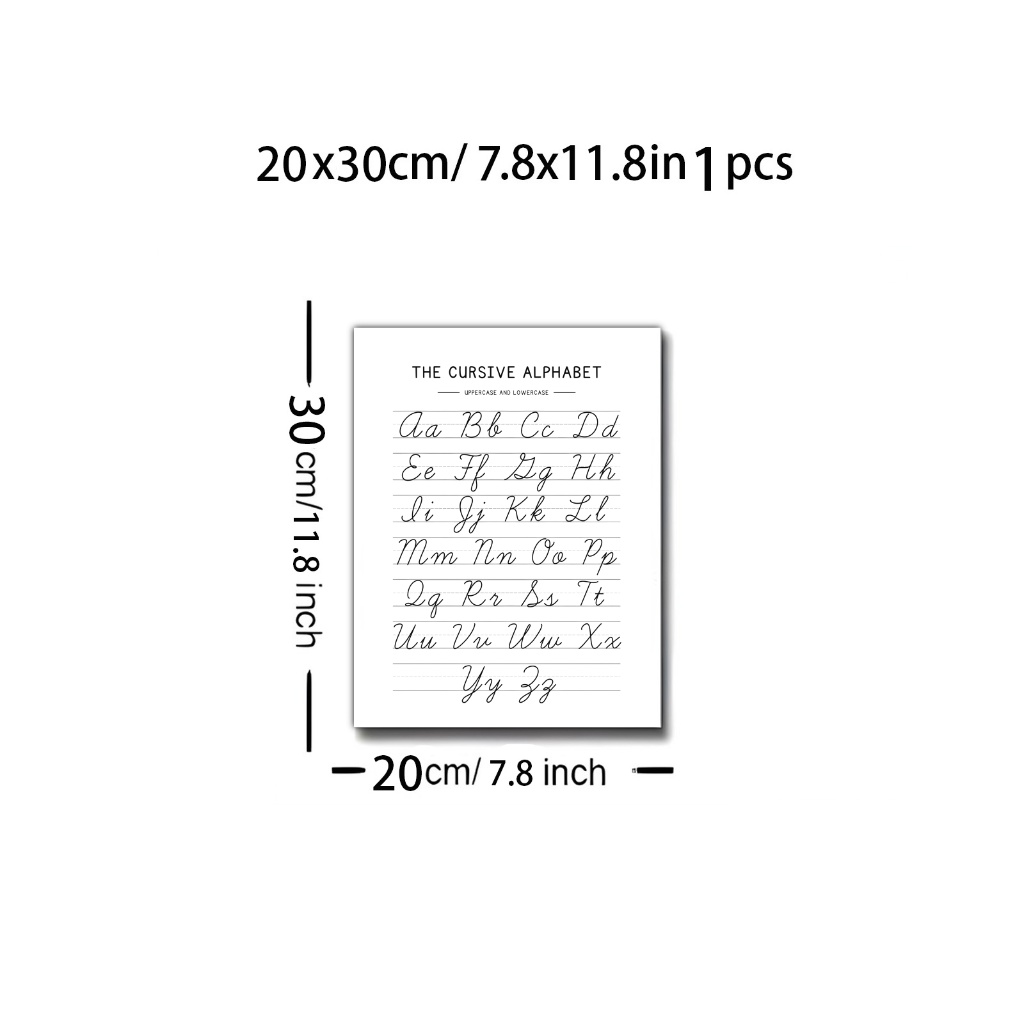 20x30cm/ 7.8x11.8in 1 pcs
THE CURSIVE ALPHABET
UPPERCASE AND LOWERCASE
Aa Bb Cc Dd
Ee Ff Gg Hh
Ii Jj Kk Ll
Mm Nn Oo Pp
Qq Rr Ss Tt
Uu Vv Ww Xx
Yy Zz
30cm/11.8 inch
20cm/ 7.8 inch